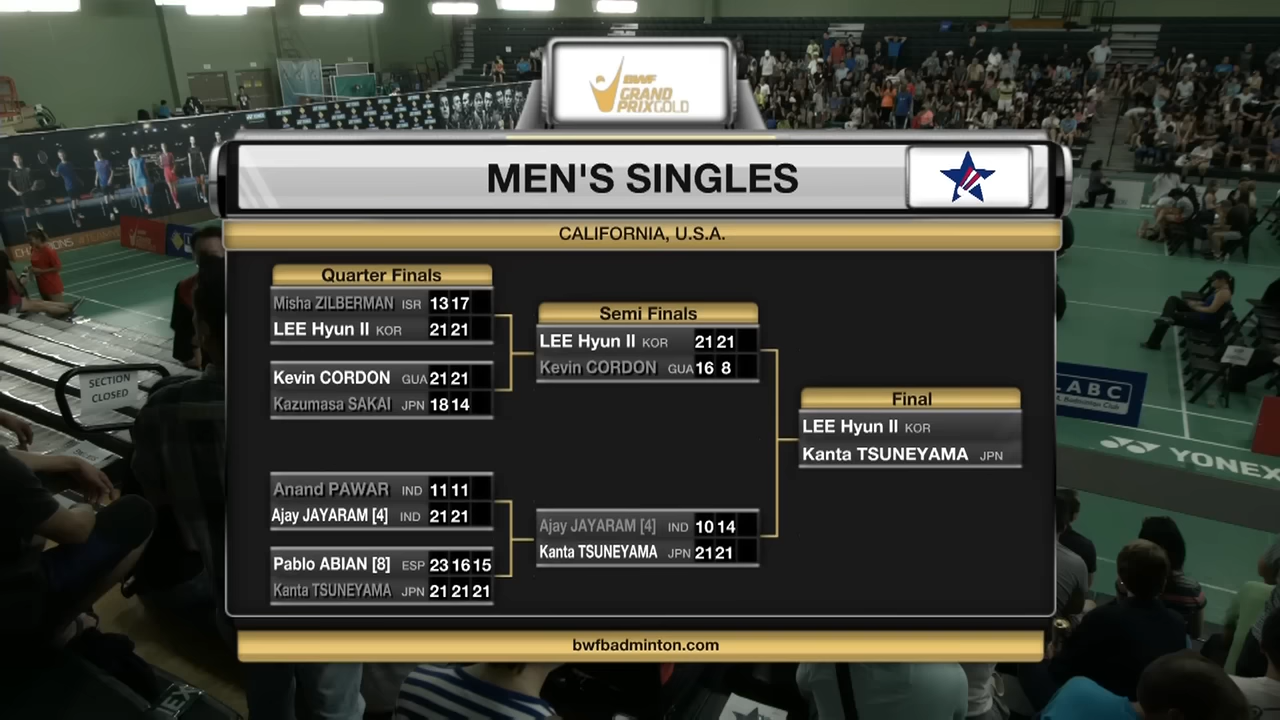 BWF
GRAND
PRIX GOLD
MEN'S SINGLES
CALIFORNIA, U.S.A.
Quarter Finals
Misha ZILBERMAN ISR 13 17
LEE Hyun Il KOR 21 21
Kevin CORDON GUA 21 21
Kazumasa SAKAI JPN 18 14
Anand PAWAR IND 11 11
Ajay JAYARAM [4] IND 21 21
Pablo ABIAN [8] ESP 23 16 15
Kanta TSUNEYAMA JPN 21 21 21
Semi Finals
LEE Hyun Il KOR 21 21
Kevin CORDON GUA 16 8
Ajay JAYARAM [4] IND 10 14
Kanta TSUNEYAMA JPN 21 21
Final
LEE Hyun Il KOR
Kanta TSUNEYAMA JPN
bwfbadminton.com
SECTION
CLOSED
LABC
YONEX